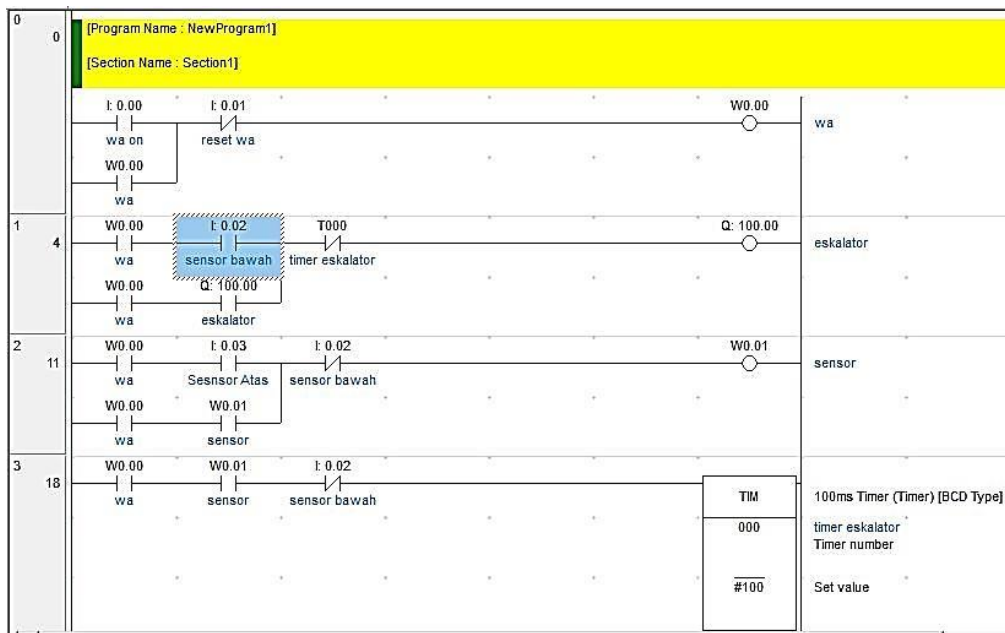 0
0
[Program Name : NewProgram1]
[Section Name : Section1]
I: 0.00 I: 0.01 W0.00
wa on reset wa wa
W0.00
wa
1
4
W0.00 I: 0.02 T000 Q: 100.00
wa sensor bawah timer eskalator eskalator
W0.00 Q: 100.00
wa eskalator
2
11
W0.00 I: 0.03 I: 0.02 W0.01
wa Sesnsor Atas sensor bawah sensor
W0.00 W0.01
wa sensor
3
18
W0.00 W0.01 I: 0.02
wa sensor sensor bawah
TIM 100ms Timer (Timer) [BCD Type]
000 timer eskalator
Timer number
#100 Set value